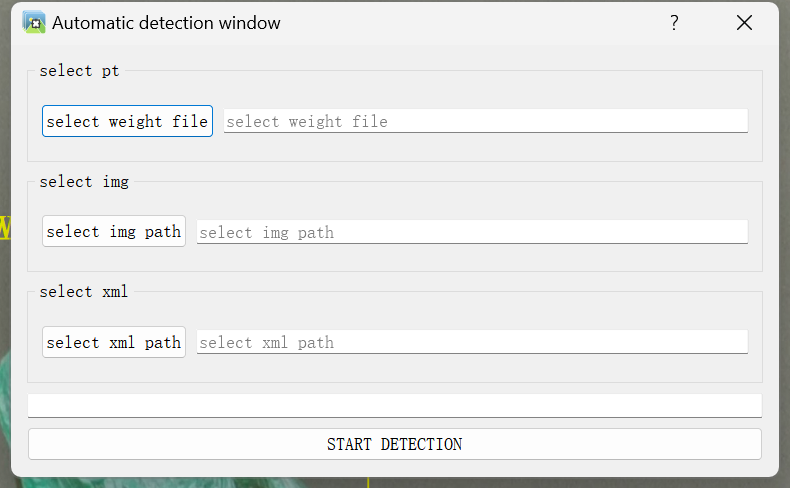 Automatic detection window
select pt
select weight file select weight file
select img
select img path select img path
select xml
select xml path select xml path
START DETECTION